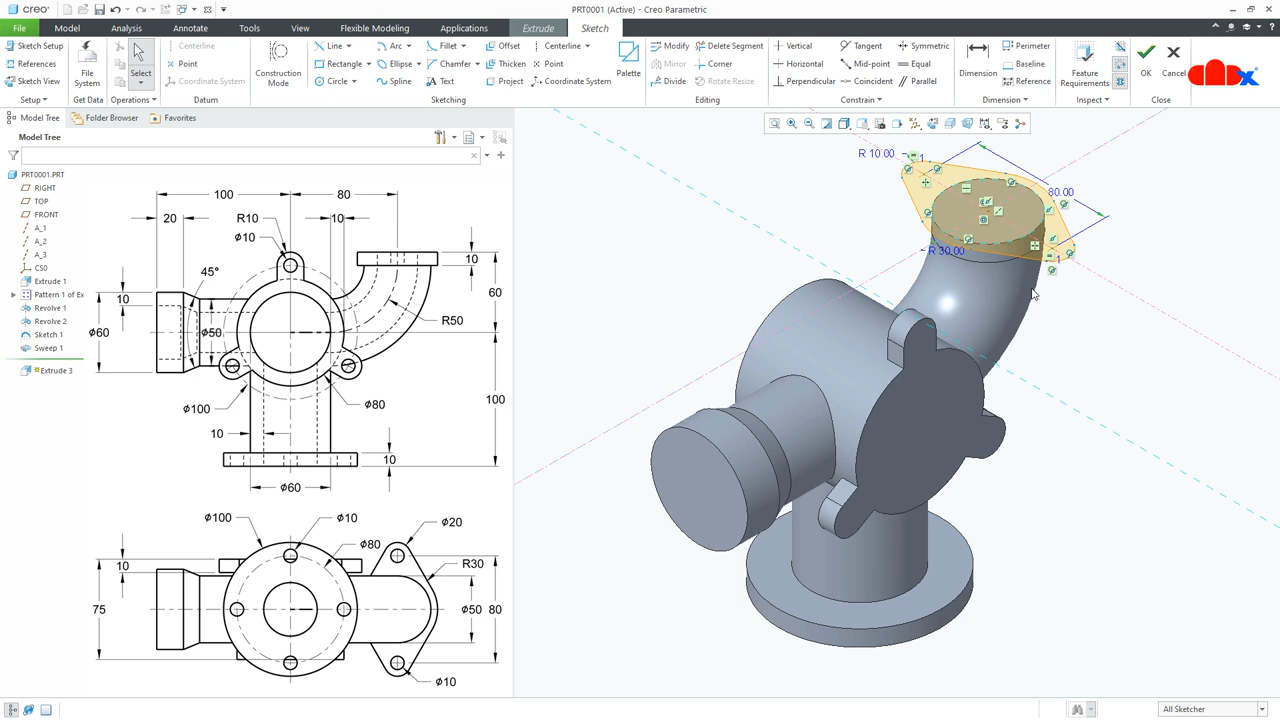 creo
PRT0001 (Active) - Creo Parametric
File Model Analysis Annotate Tools View Flexible Modeling Applications Extrude Sketch
Sketch Setup
References
Sketch View
Setup
File System
Get Data
Select
Operations
Centerline
Point
Coordinate System
Datum
Construction Mode
Line Arc Fillet Offset Centerline
Rectangle Ellipse Chamfer Thicken Point
Circle Spline Text Project Coordinate System
Palette
Sketching
Modify Delete Segment
Mirror Corner
Divide Rotate Resize
Editing
Vertical Tangent Symmetric
Horizontal Mid-point Equal
Perpendicular Coincident Parallel
Constrain
Dimension
Perimeter
Baseline
Reference
Dimension
Feature Requirements
Inspect
OK
Cancel
Close
Model Tree Folder Browser Favorites
Model Tree
PRT0001.PRT
RIGHT
TOP
FRONT
A_1
A_2
A_3
CS0
Extrude 1
Pattern 1 of Ex
Revolve 1
Revolve 2
Sketch 1
Sweep 1
Extrude 3
100 80
20 R10 10
ϕ10
45° 10
10 60
ϕ60 ϕ50 R50
ϕ100 ϕ80 100
10 10
ϕ60
ϕ100 ϕ10 ϕ20
ϕ80
10 R30
75 ϕ50 80
ϕ10
R 10.00
1
80.00
R 30.00
1
All Sketcher